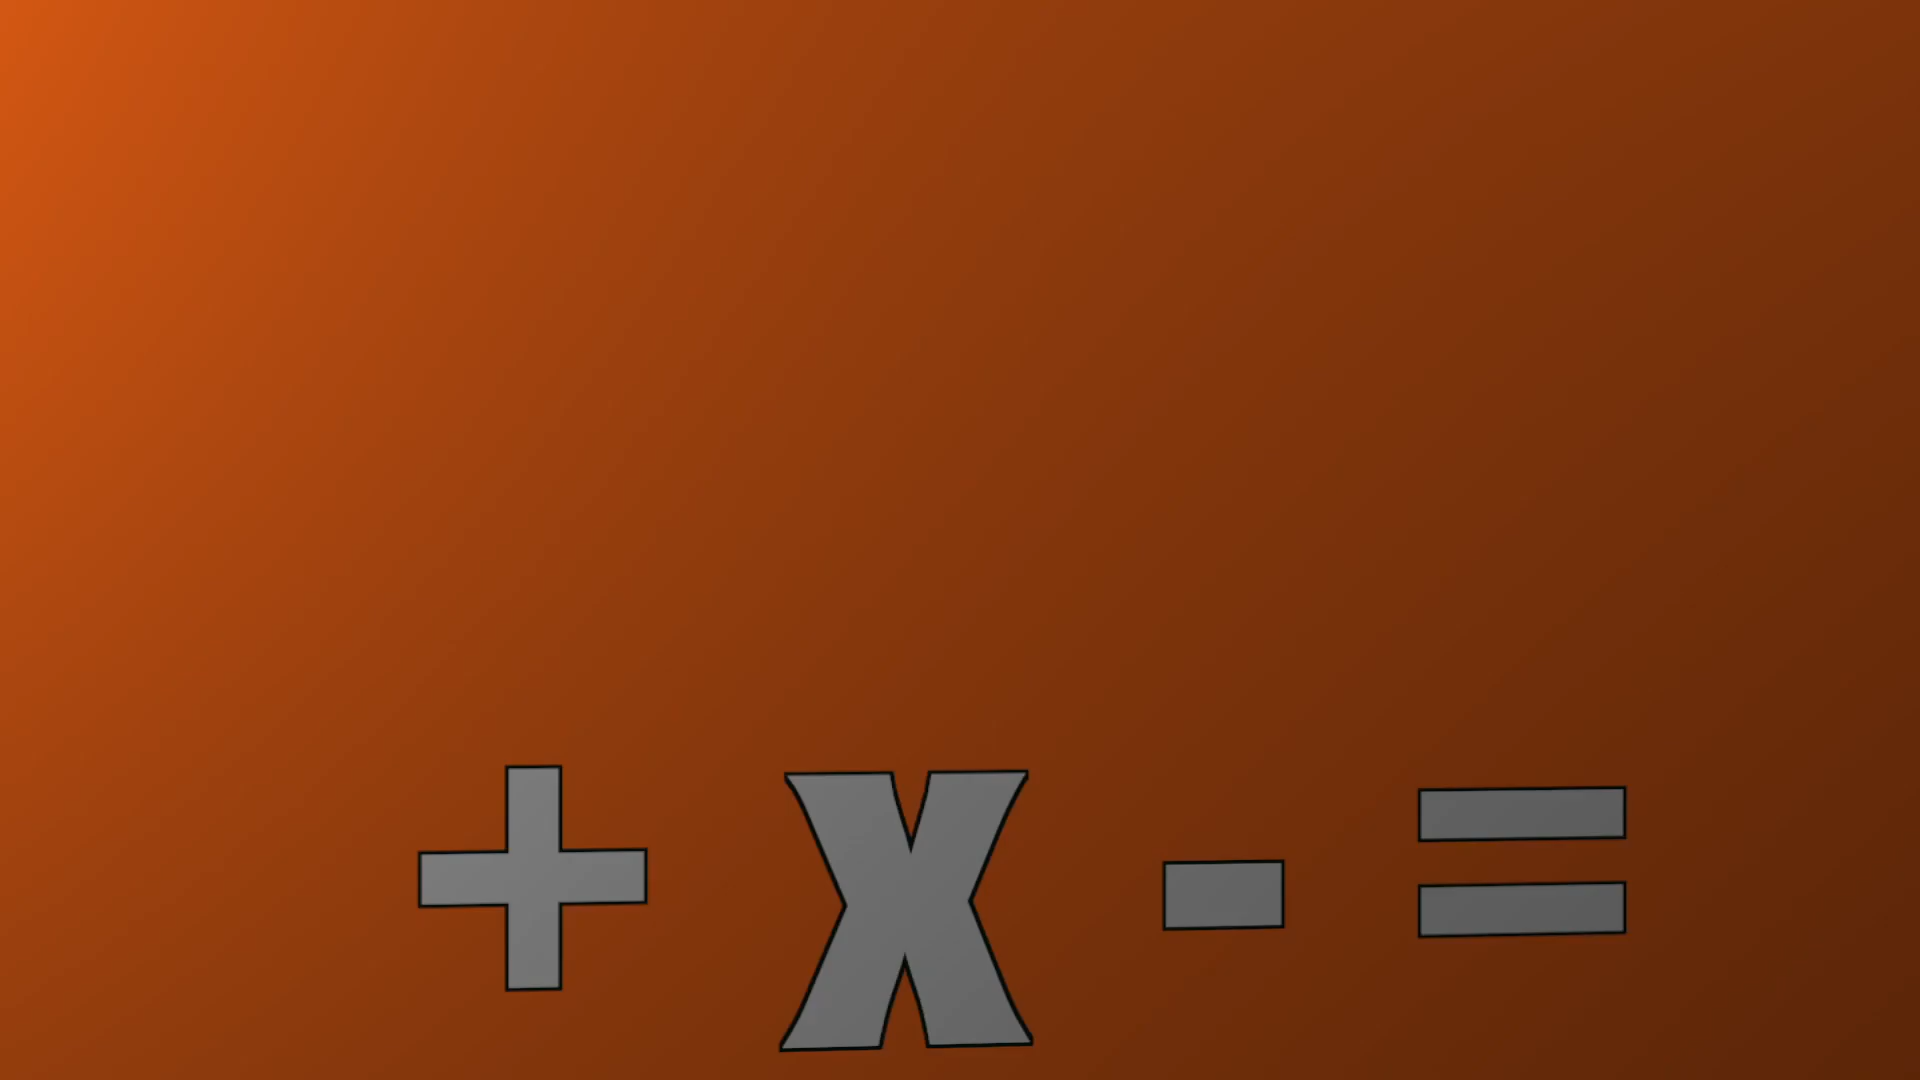 + X - =